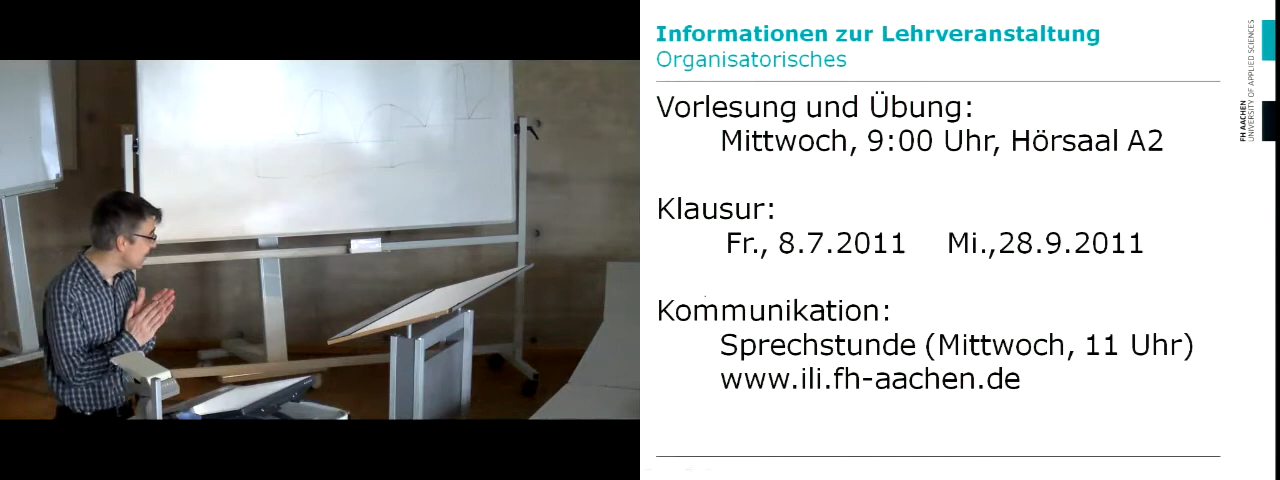 Informationen zur Lehrveranstaltung
Organisatorisches
Vorlesung und Übung:
Mittwoch, 9:00 Uhr, Hörsaal A2
Klausur:
Fr., 8.7.2011 Mi.,28.9.2011
Kommunikation:
Sprechstunde (Mittwoch, 11 Uhr)
www.ili.fh-aachen.de
FH AACHEN
UNIVERSITY OF APPLIED SCIENCES